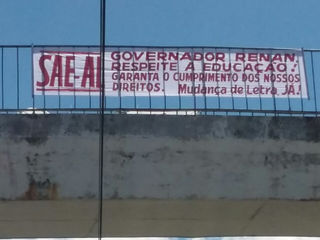 SAE-AL
GOVERNADOR RENAN,
RESPEITE A EDUCAÇÃO!
GARANTA O CUMPRIMENTO DOS NOSSOS
DIREITOS. Mudança de Letra JÁ!